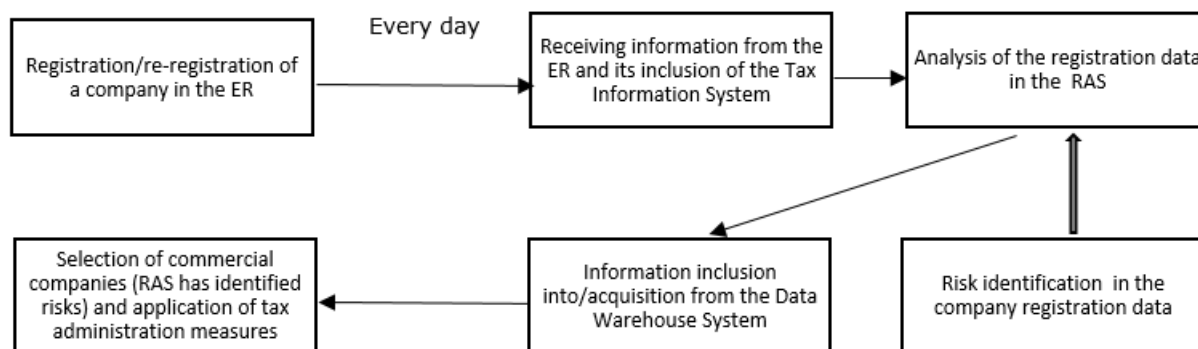 Every day
Registration/re-registration of
a company in the ER
Receiving information from the
ER and its inclusion of the Tax
Information System
Analysis of the registration data
in the RAS
Selection of commercial
companies (RAS has identified
risks) and application of tax
administration measures
Information inclusion
into/acquisition from the Data
Warehouse System
Risk identification in the
company registration data